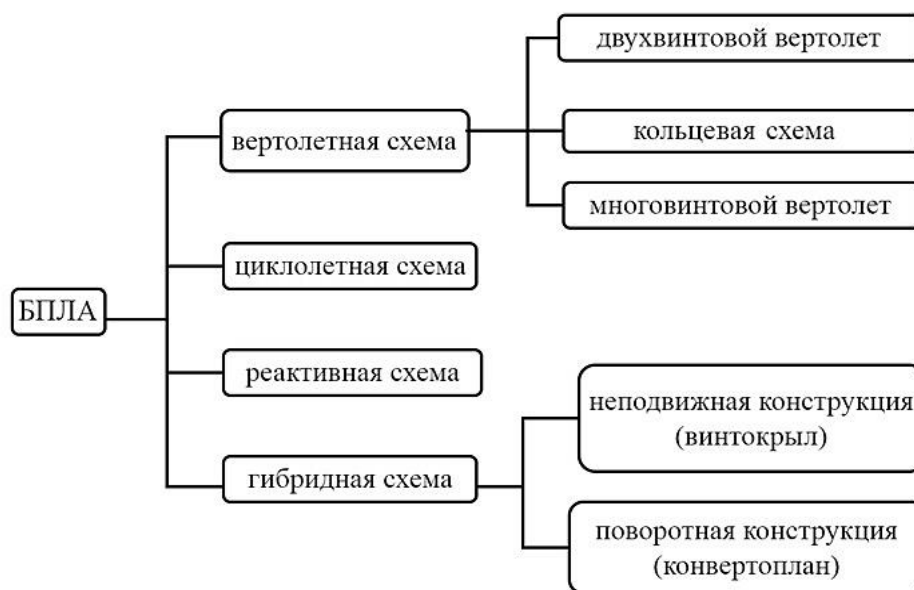 двухвинтовой вертолет
вертолетная схема
кольцевая схема
многовинтовой вертолет
циклолетная схема
БПЛА
реактивная схема
неподвижная конструкция
(винтокрыл)
гибридная схема
поворотная конструкция
(конвертоплан)